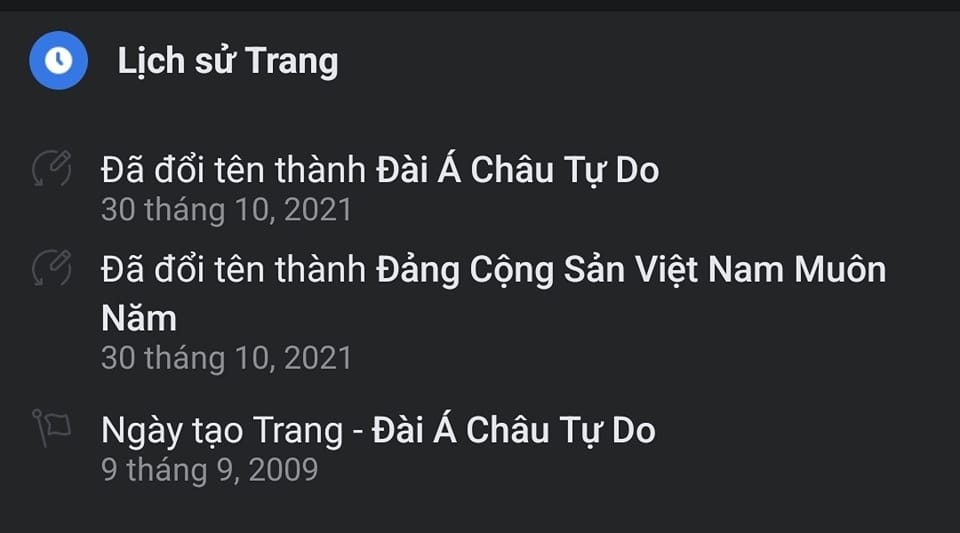 Lịch sử Trang
Đã đổi tên thành Đài Á Châu Tự Do
30 tháng 10, 2021
Đã đổi tên thành Đảng Cộng Sản Việt Nam Muôn
Năm
30 tháng 10, 2021
Ngày tạo Trang - Đài Á Châu Tự Do
9 tháng 9, 2009